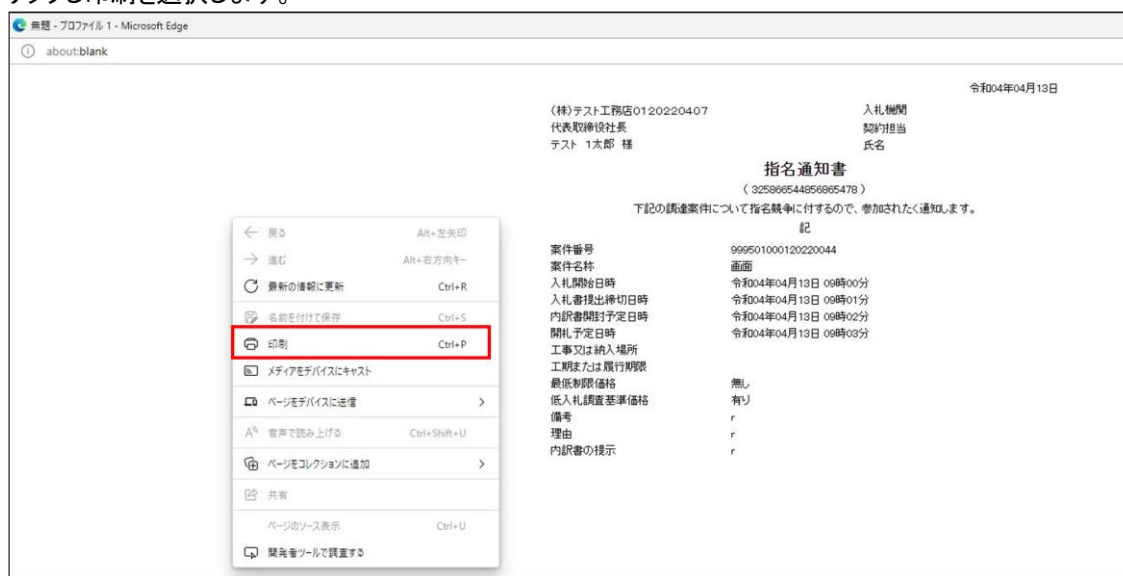 リックし印刷を選択します。
無題 - プロファイル 1 - Microsoft Edge
about:blank
令和04年04月13日
(株)テスト工務店0120220407 入札機関
代表取締役社長 契約担当
テスト 1太郎 様 氏名
指名通知書
( 325866544856865478 )
下記の調達案件について指名競争に付するので、参加されたく通知します。
記
案件番号 999501000120220044
案件名称 画面
入札開始日時 令和04年04月13日 09時00分
入札書提出締切日時 令和04年04月13日 09時01分
内訳書開封予定日時 令和04年04月13日 09時02分
開札予定日時 令和04年04月13日 09時03分
工事又は納入場所
工期または履行期限
最低制限価格 無し
低入札調査基準価格 有り
備考 r
理由 r
内訳書の提示 r
戻る Alt+左矢印
進む Alt+右方向キー
最新の情報に更新 Ctrl+R
名前を付けて保存 Ctrl+S
印刷 Ctrl+P
メディアをデバイスにキャスト
ページをデバイスに送信
音声で読み上げる Ctrl+Shift+U
ページをコレクションに追加
共有
ページのソース表示 Ctrl+U
開発者ツールで調査する